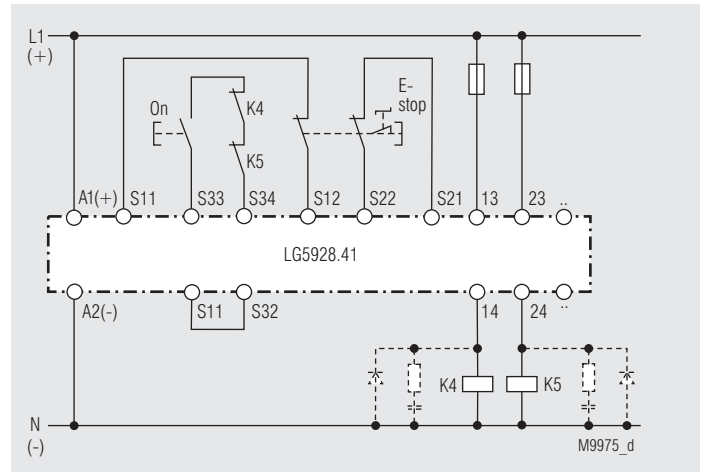 L1
(+)
On
K4
K5
E-
stop
A1(+) S11 S33 S34 S12 S22 S21 13 23 ..
LG5928.41
A2(-) S11 S32 14 24 ..
K4 K5
N
(-)
M9975_d